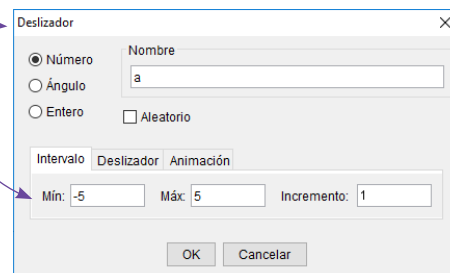 Deslizador
Número
Nombre
a
Ángulo
Entero
Aleatorio
Intervalo Deslizador Animación
Mín: -5 Máx: 5 Incremento: 1
OK Cancelar